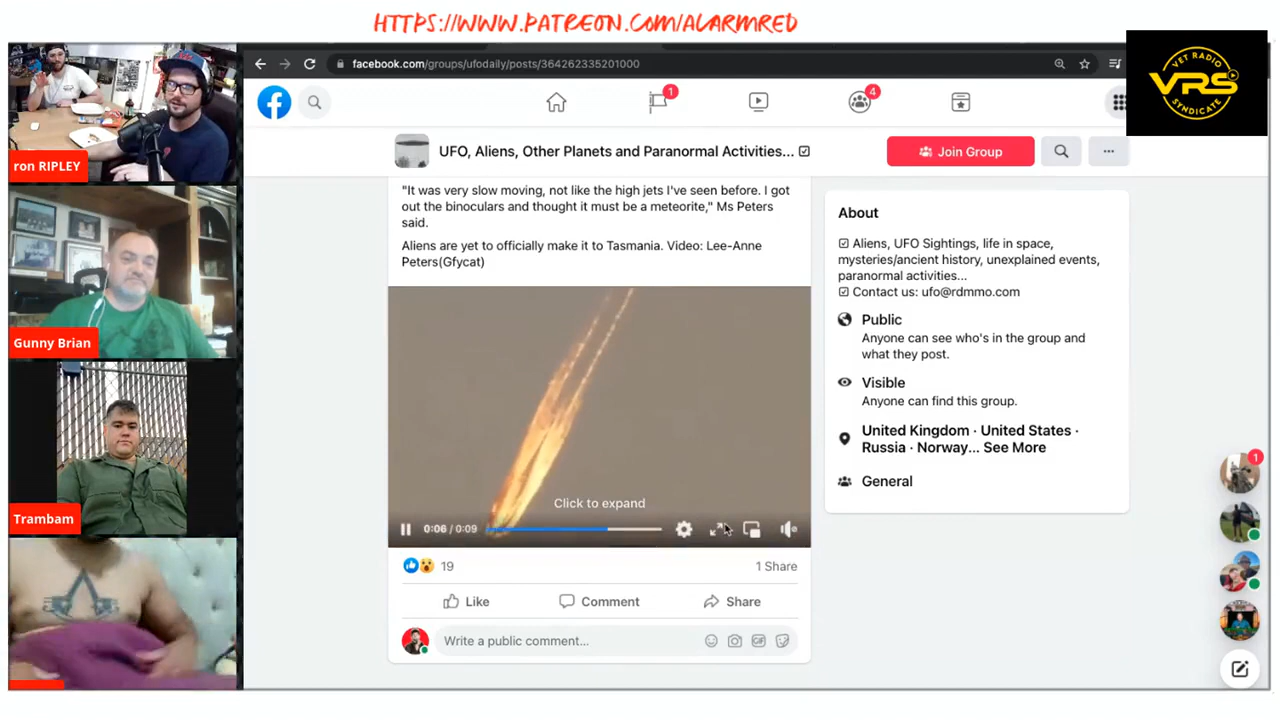 HTTPS://WWW.PATREON.COM/ALARMRED
VET RADIO
VRS
SYNDICATE
ron RIPLEY
Gunny Brian
Trambam
facebook.com/groups/ufodaily/posts/364262335201000
1
4
UFO, Aliens, Other Planets and Paranormal Activities...
Join Group
"It was very slow moving, not like the high jets I've seen before. I got
out the binoculars and thought it must be a meteorite," Ms Peters
said.
Aliens are yet to officially make it to Tasmania. Video: Lee-Anne
Peters(Gfycat)
Click to expand
0:06 / 0:09
19
1 Share
Like
Comment
Share
Write a public comment...
GIF
About
Aliens, UFO Sightings, life in space,
mysteries/ancient history, unexplained events,
paranormal activities...
Contact us: ufo@rdmmo.com
Public
Anyone can see who's in the group and
what they post.
Visible
Anyone can find this group.
United Kingdom · United States ·
Russia · Norway... See More
General
1